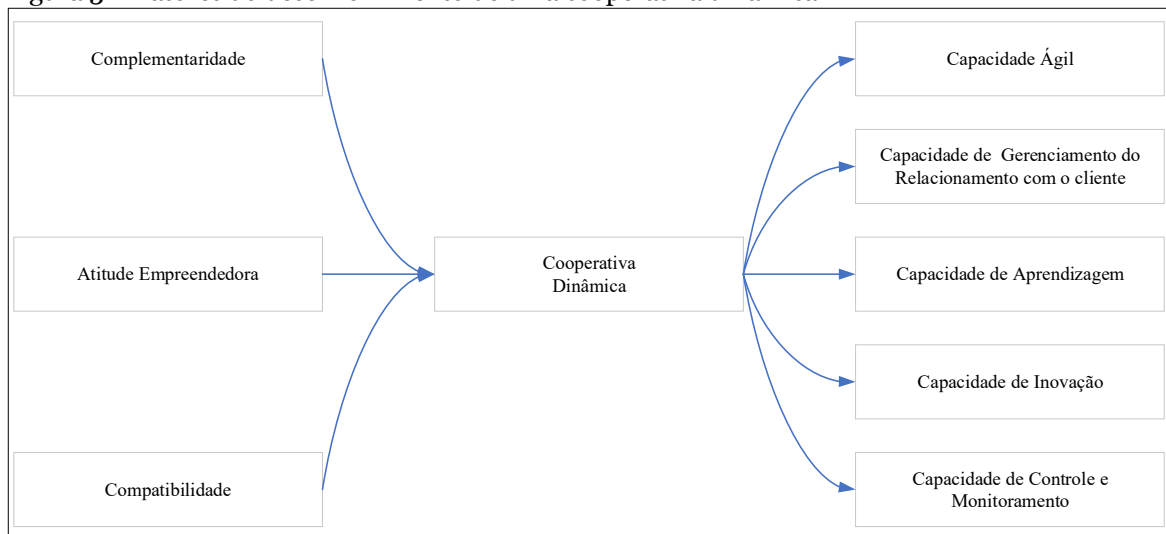 Complementaridade
Atitude Empreendedora
Compatibilidade
Cooperativa
Dinâmica
Capacidade Ágil
Capacidade de Gerenciamento do
Relacionamento com o cliente
Capacidade de Aprendizagem
Capacidade de Inovação
Capacidade de Controle e
Monitoramento